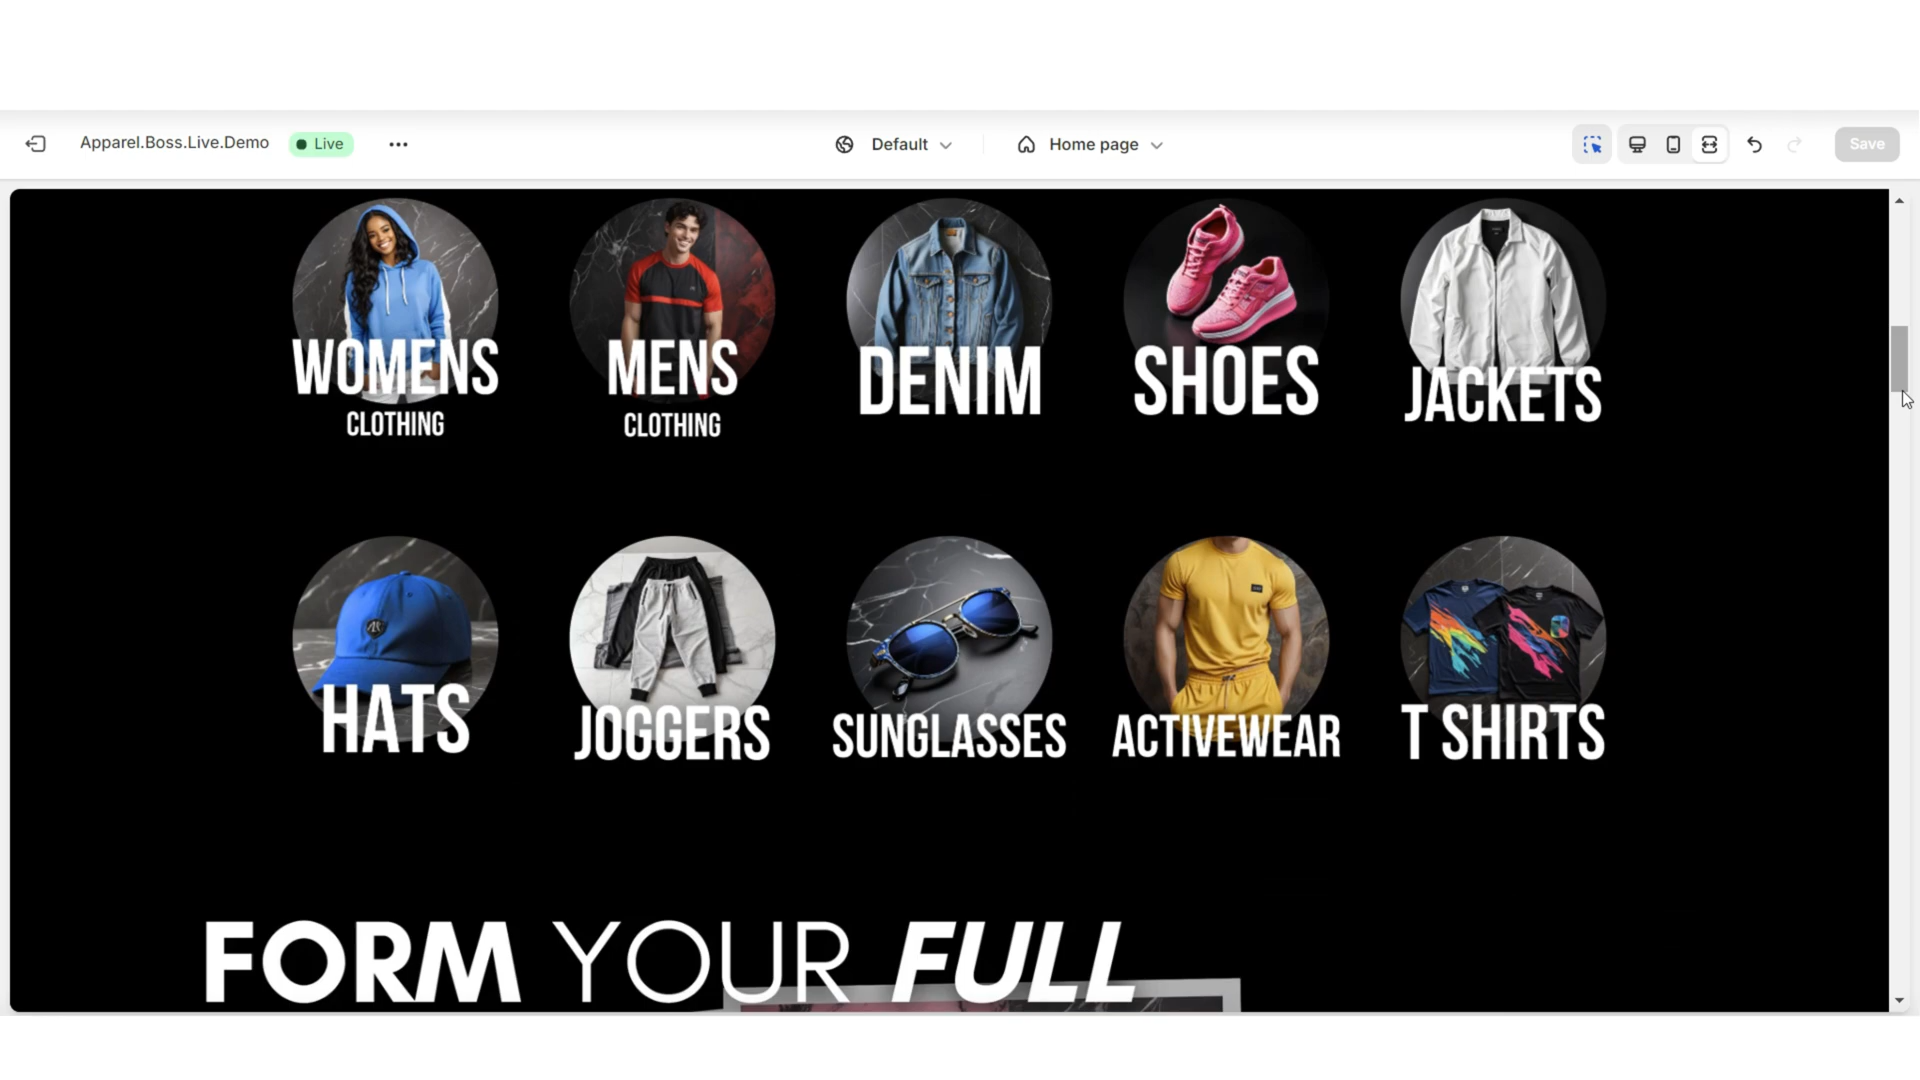 Apparel.Boss.Live.Demo Live Default Home page Save
WOMENS MENS DENIM SHOES JACKETS
CLOTHING CLOTHING
HATS JOGGERS SUNGLASSES ACTIVEWEAR T SHIRTS
FORM YOUR FULL